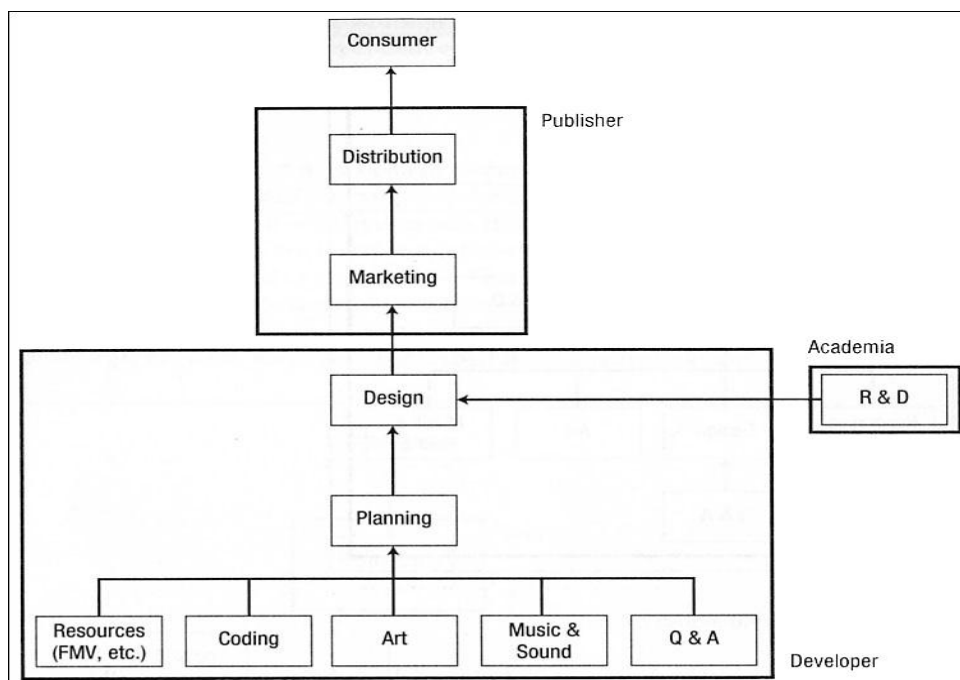 Consumer
Publisher
Distribution
Marketing
Academia
Design
R & D
Planning
Resources
(FMV, etc.)
Coding
Art
Music &
Sound
Q & A
Developer